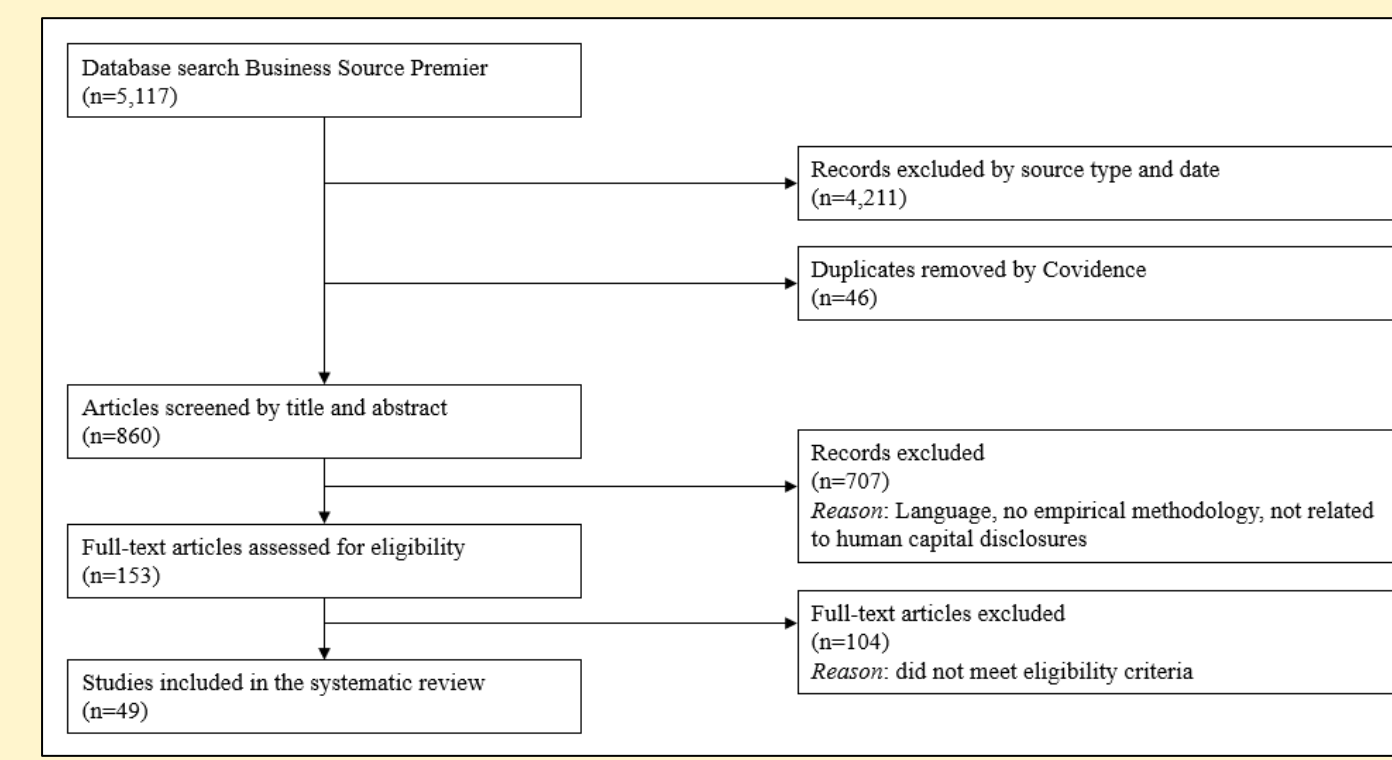 Database search Business Source Premier
(n=5,117)
Records excluded by source type and date
(n=4,211)
Duplicates removed by Covidence
(n=46)
Articles screened by title and abstract
(n=860)
Records excluded
(n=707)
Reason: Language, no empirical methodology, not related
to human capital disclosures
Full-text articles assessed for eligibility
(n=153)
Full-text articles excluded
(n=104)
Reason: did not meet eligibility criteria
Studies included in the systematic review
(n=49)